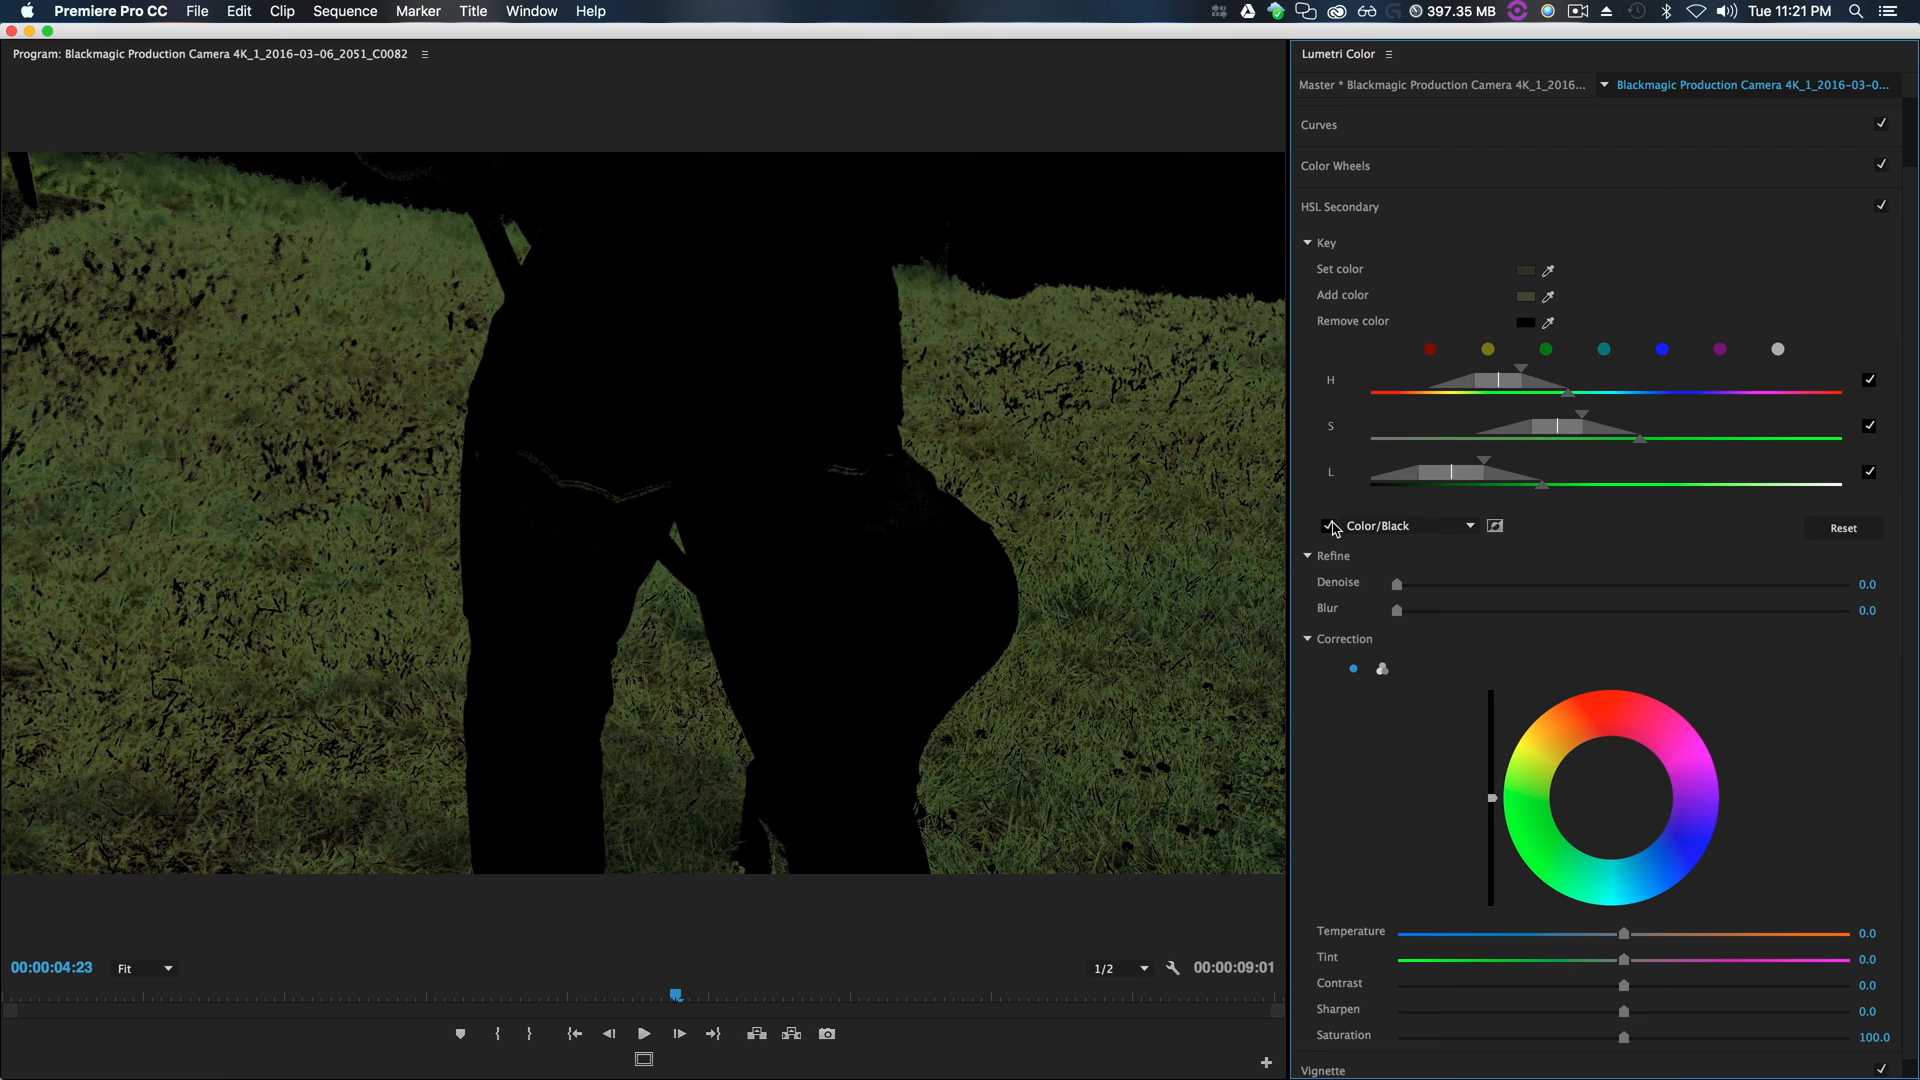 Premiere Pro CC File Edit Clip Sequence Marker Title Window Help 397.35 MB Tue 11:21 PM
Program: Blackmagic Production Camera 4K_1_2016-03-06_2051_C0082
Lumetri Color
Master * Blackmagic Production Camera 4K_1_2016... Blackmagic Production Camera 4K_1_2016-03-0...
Curves
Color Wheels
HSL Secondary
Key
Set color
Add color
Remove color
H
S
L
Color/Black Reset
Refine
Denoise 0.0
Blur 0.0
Correction
Temperature 0.0
Tint 0.0
Contrast 0.0
Sharpen 0.0
Saturation 100.0
Vignette
00:00:04:23 Fit 1/2 00:00:09:01